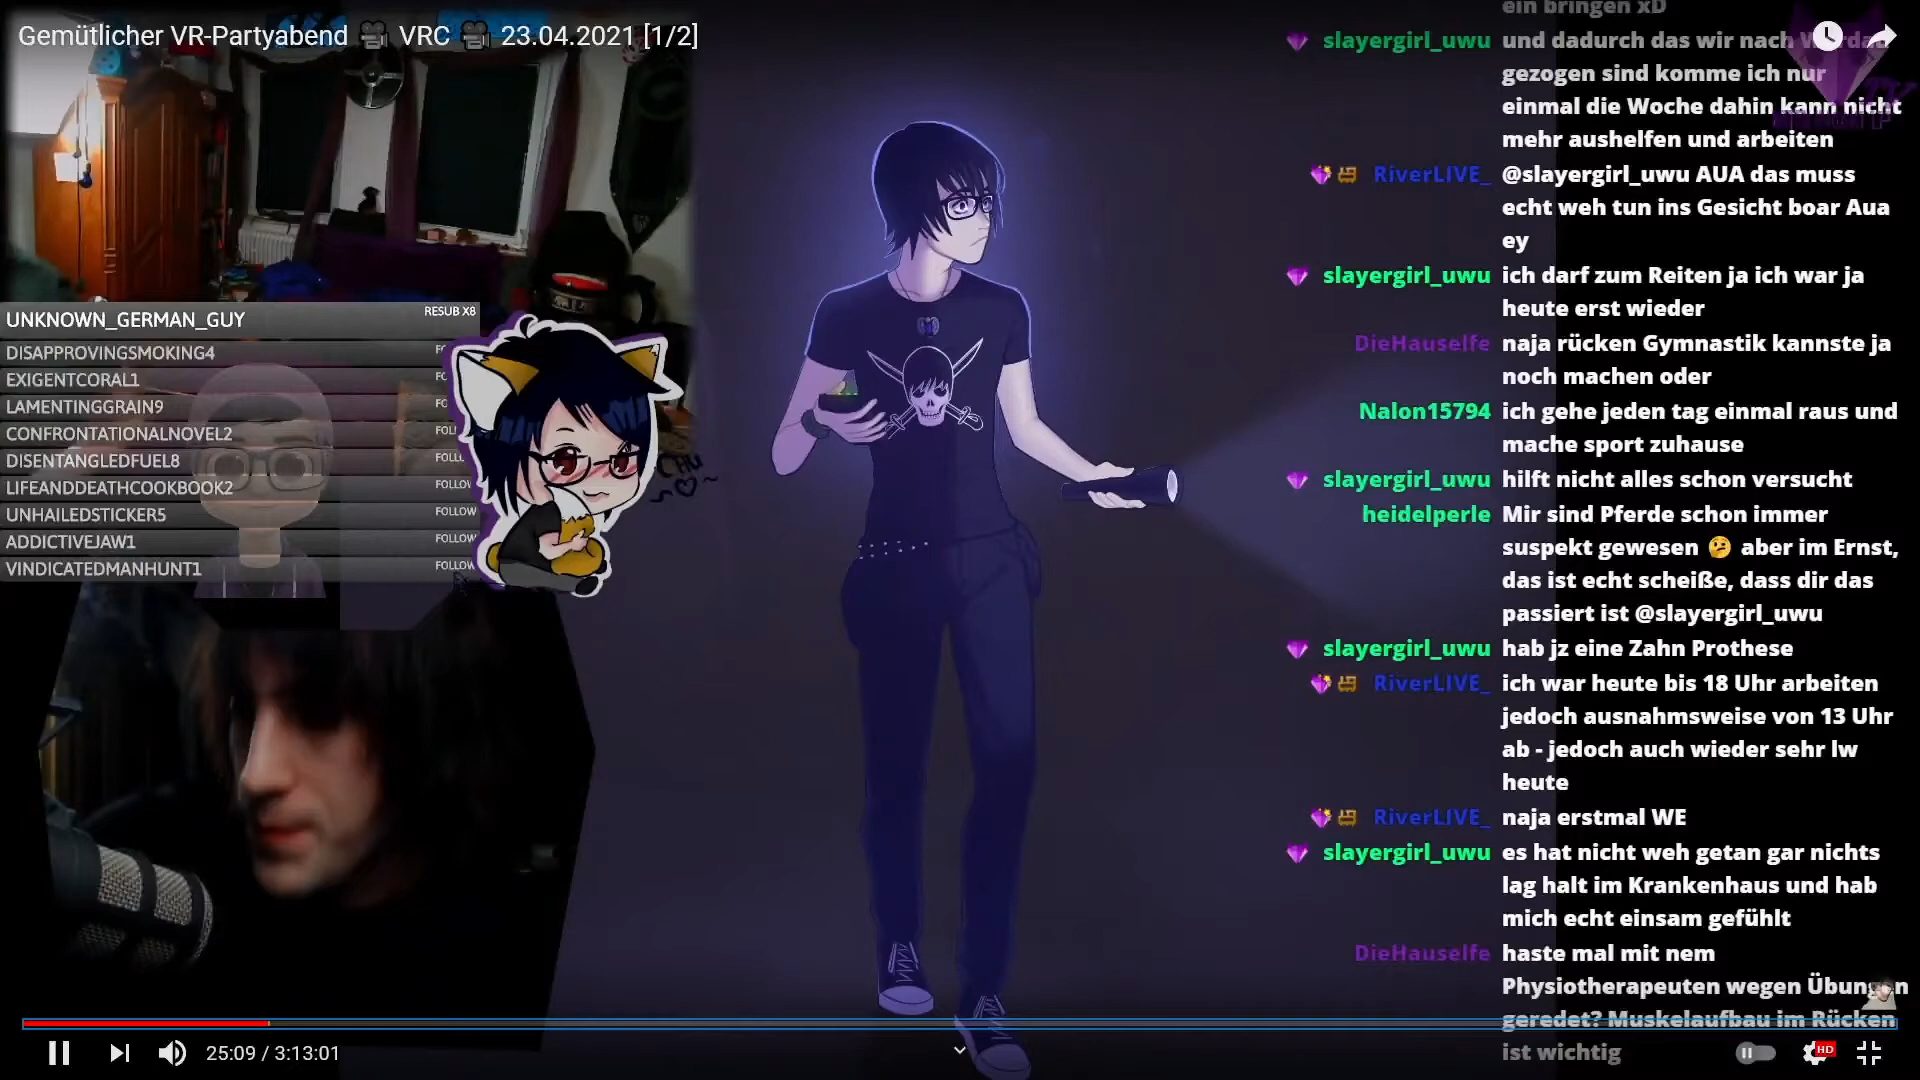 Gemütlicher VR-Partyabend 🎥 VRC 🎥 23.04.2021 [1/2]
UNKNOWN_GERMAN_GUY RESUB X8
DISAPPROVINGSMOKING4
EXIGENTCORAL1
LAMENTINGGRAIN9
CONFRONTATIONALNOVEL2
DISENTANGLEDFUEL8
LIFEANDDEATHCOOKBOOK2 FOLLOW
UNHAILEDSTICKER5 FOLLOW
ADDICTIVEJAW1 FOLLOW
VINDICATEDMANHUNT1 FOLLOW
CHU
ein bringen xD
slayergirl_uwu und dadurch das wir nach
gezogen sind komme ich nur
einmal die Woche dahin kann nicht
mehr aushelfen und arbeiten
RiverLIVE_ @slayergirl_uwu AUA das muss
echt weh tun ins Gesicht boar Aua
ey
slayergirl_uwu ich darf zum Reiten ja ich war ja
heute erst wieder
DieHauselfe naja rücken Gymnastik kannste ja
noch machen oder
Nalon15794 ich gehe jeden tag einmal raus und
mache sport zuhause
slayergirl_uwu hilft nicht alles schon versucht
heidelperle Mir sind Pferde schon immer
suspekt gewesen 🤔 aber im Ernst,
das ist echt scheiße, dass dir das
passiert ist @slayergirl_uwu
slayergirl_uwu hab jz eine Zahn Prothese
RiverLIVE_ ich war heute bis 18 Uhr arbeiten
jedoch ausnahmsweise von 13 Uhr
ab - jedoch auch wieder sehr lw
heute
RiverLIVE_ naja erstmal WE
slayergirl_uwu es hat nicht weh getan gar nichts
lag halt im Krankenhaus und hab
mich echt einsam gefühlt
DieHauselfe haste mal mit nem
Physiotherapeuten wegen Übungen
geredet? Muskelaufbau im Rücken
ist wichtig
25:09 / 3:13:01
HD